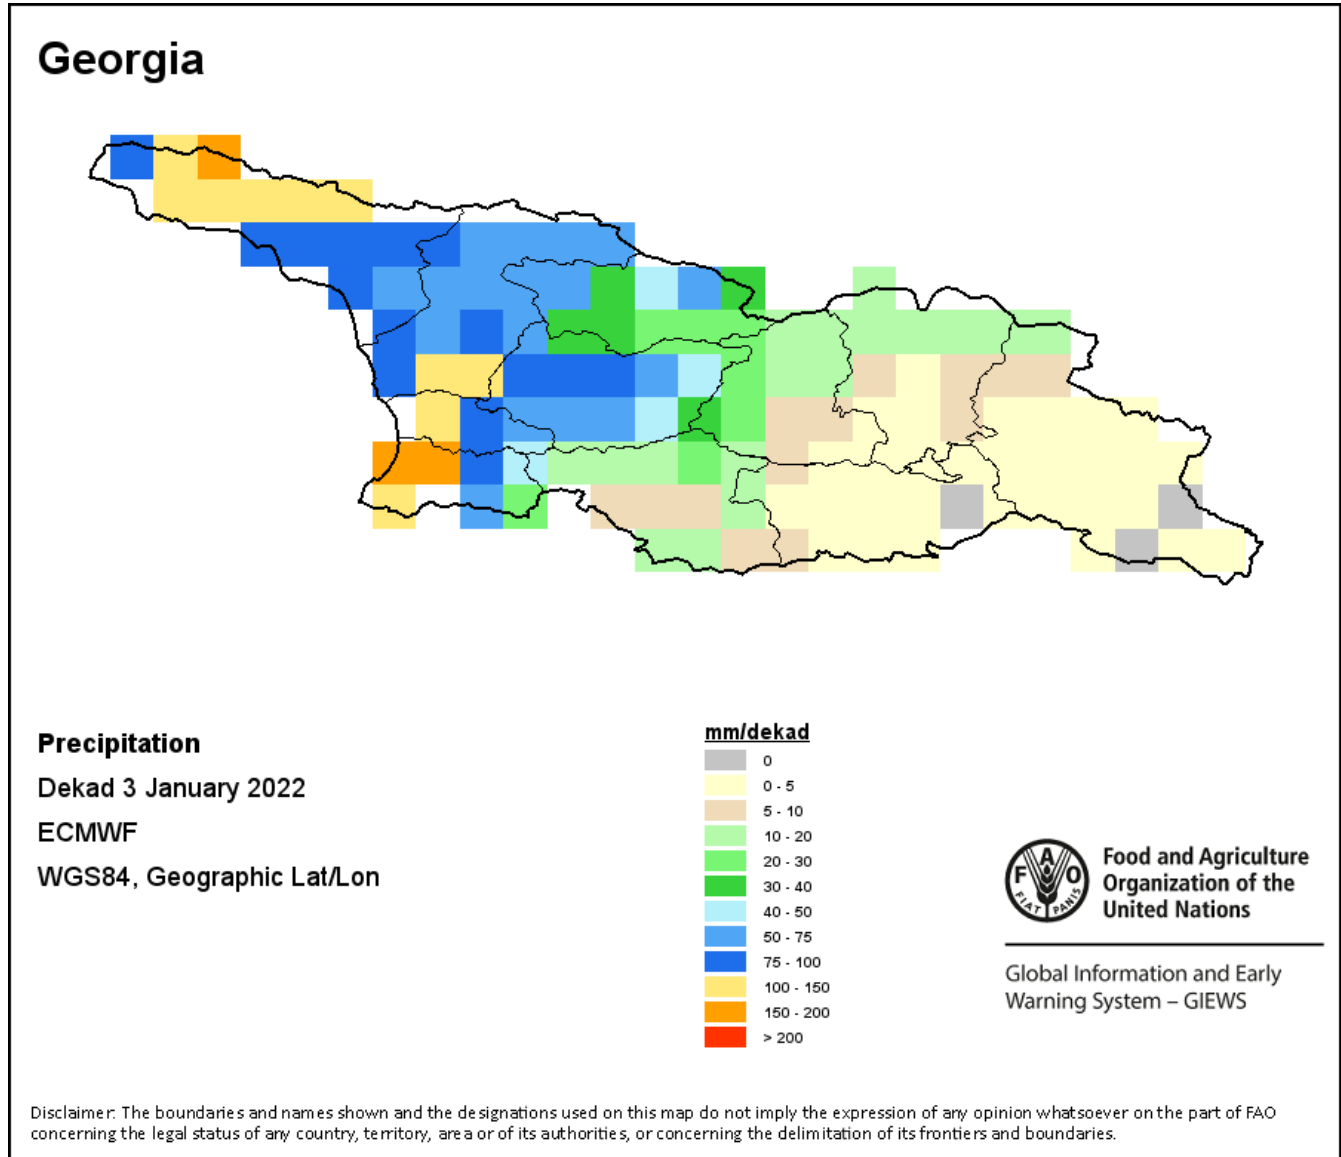 Georgia
Precipitation
Dekad 3 January 2022
ECMWF
WGS84, Geographic Lat/Lon
mm/dekad
0
0 - 5
5 - 10
10 - 20
20 - 30
30 - 40
40 - 50
50 - 75
75 - 100
100 - 150
150 - 200
> 200
F A O
FIAT PANIS
Food and Agriculture
Organization of the
United Nations
Global Information and Early
Warning System – GIEWS
Disclaimer: The boundaries and names shown and the designations used on this map do not imply the expression of any opinion whatsoever on the part of FAO
concerning the legal status of any country, territory, area or of its authorities, or concerning the delimitation of its frontiers and boundaries.